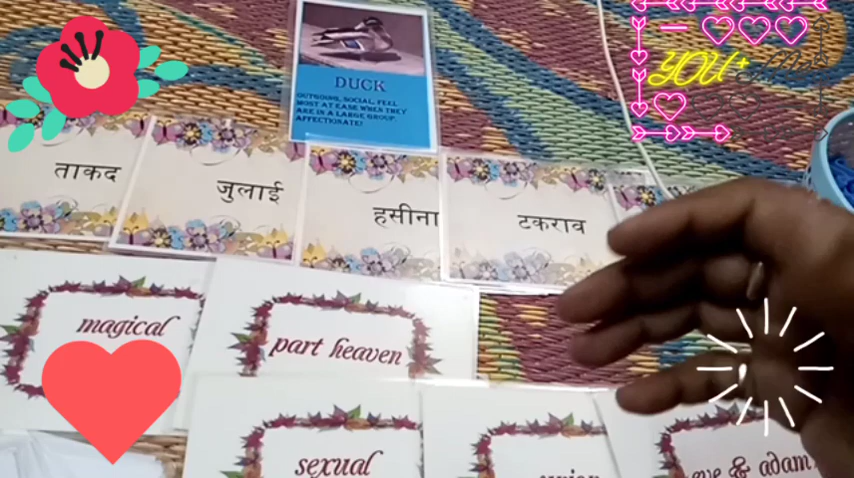 DUCK
OUTGOING, SOCIAL, FEEL
MOST AT EASE WHEN THEY
ARE IN A LARGE GROUP.
AFFECTIONATE!
ताकद
जुलाई
हसीना
टकराव
magical
part heaven
sexual
& adam
YOU+